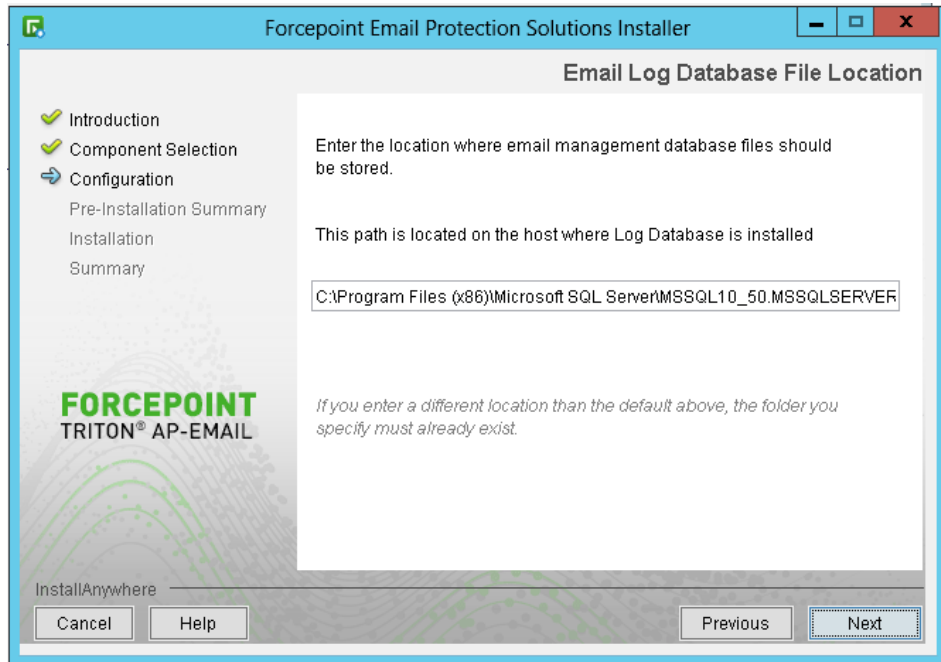 Forcepoint Email Protection Solutions Installer
Email Log Database File Location
Introduction
Component Selection
Configuration
Pre-Installation Summary
Installation
Summary
Enter the location where email management database files should
be stored.
This path is located on the host where Log Database is installed
C:\Program Files (x86)\Microsoft SQL Server\MSSQL10_50.MSSQLSERVER
If you enter a different location than the default above, the folder you
specify must already exist.
FORCEPOINT
TRITON® AP-EMAIL
InstallAnywhere
Cancel
Help
Previous
Next